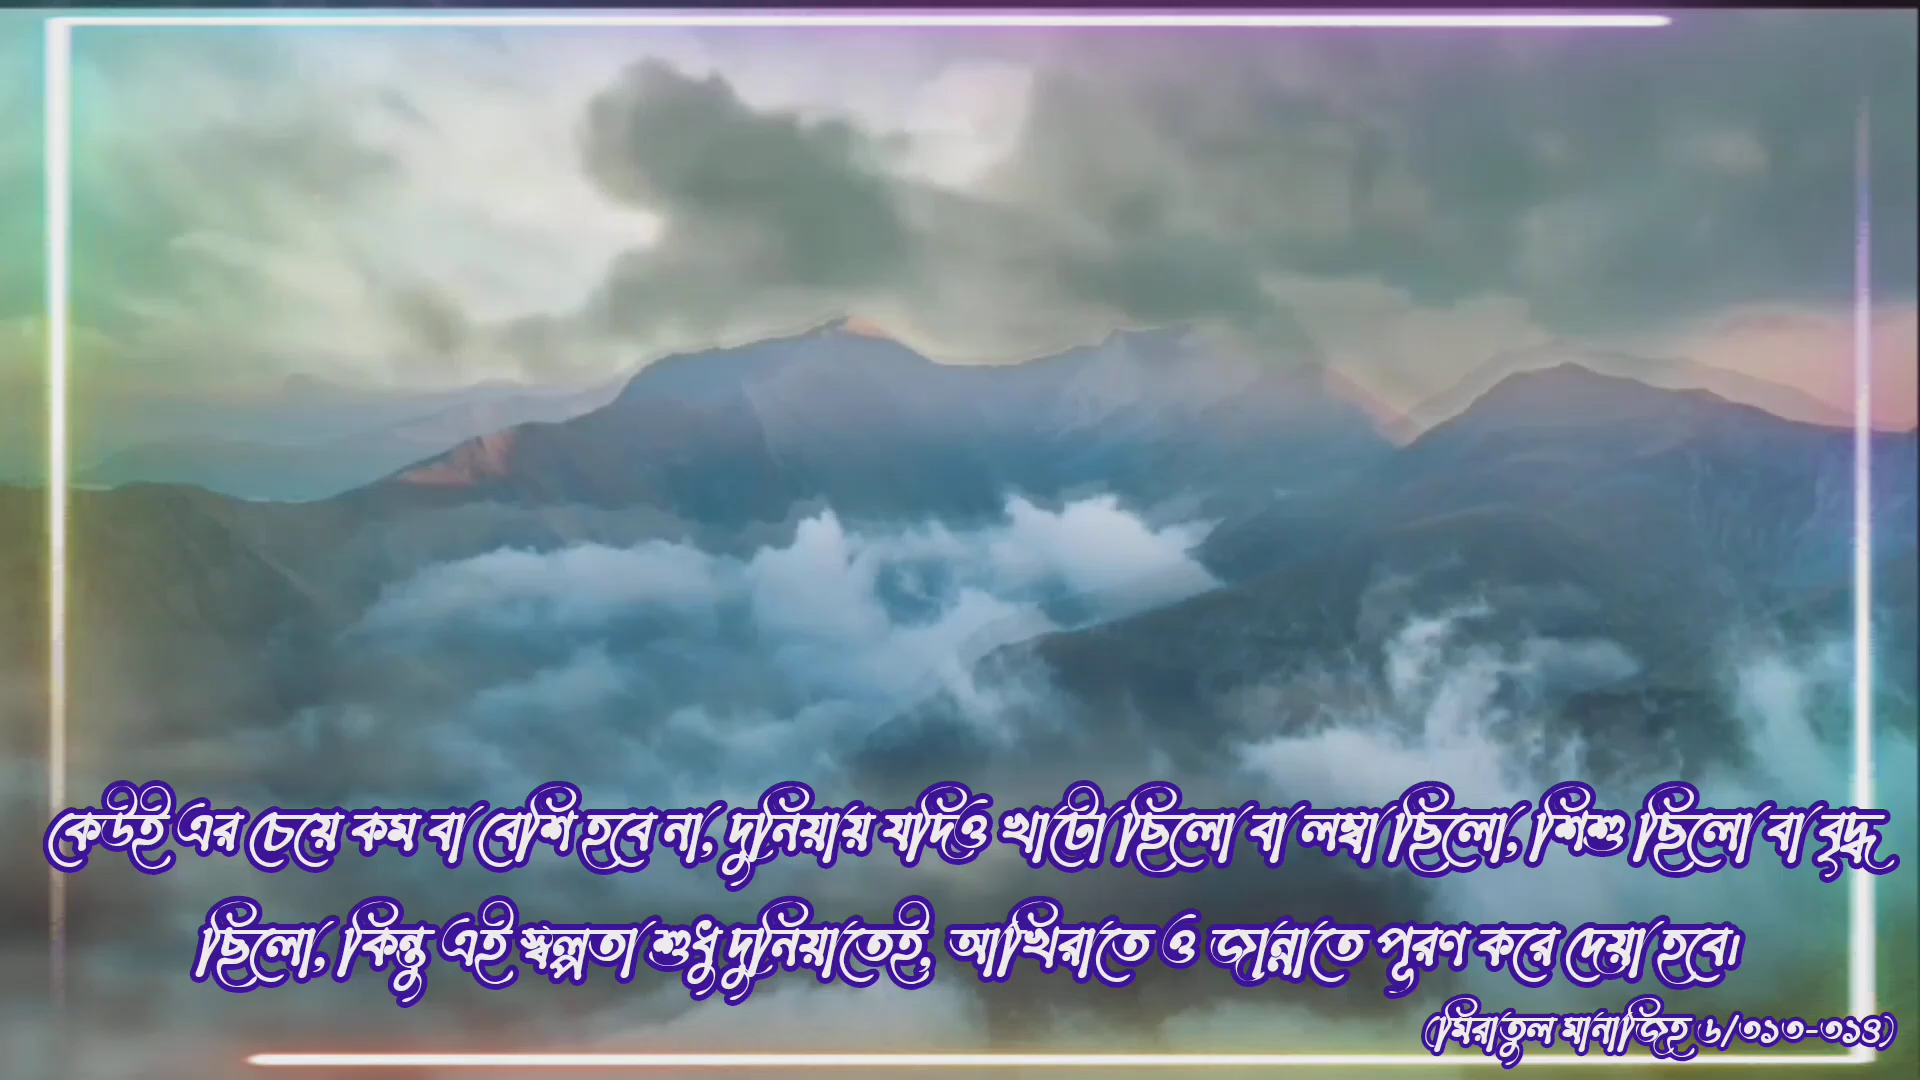 কেউই এর চেয়ে কম বা বেশি হবে না, দুনিয়ায় যদিও খাটো ছিলো বা লম্বা ছিলো, শিশু ছিলো বা বৃদ্ধ
ছিলো, কিন্তু এই স্বল্পতা শুধু দুনিয়াতেই, আখিরাতে ও জান্নাতে পূরণ করে দেয়া হবে।
(মিরাতুল মানাজিহ ৬/৩১৩-৩১৪)